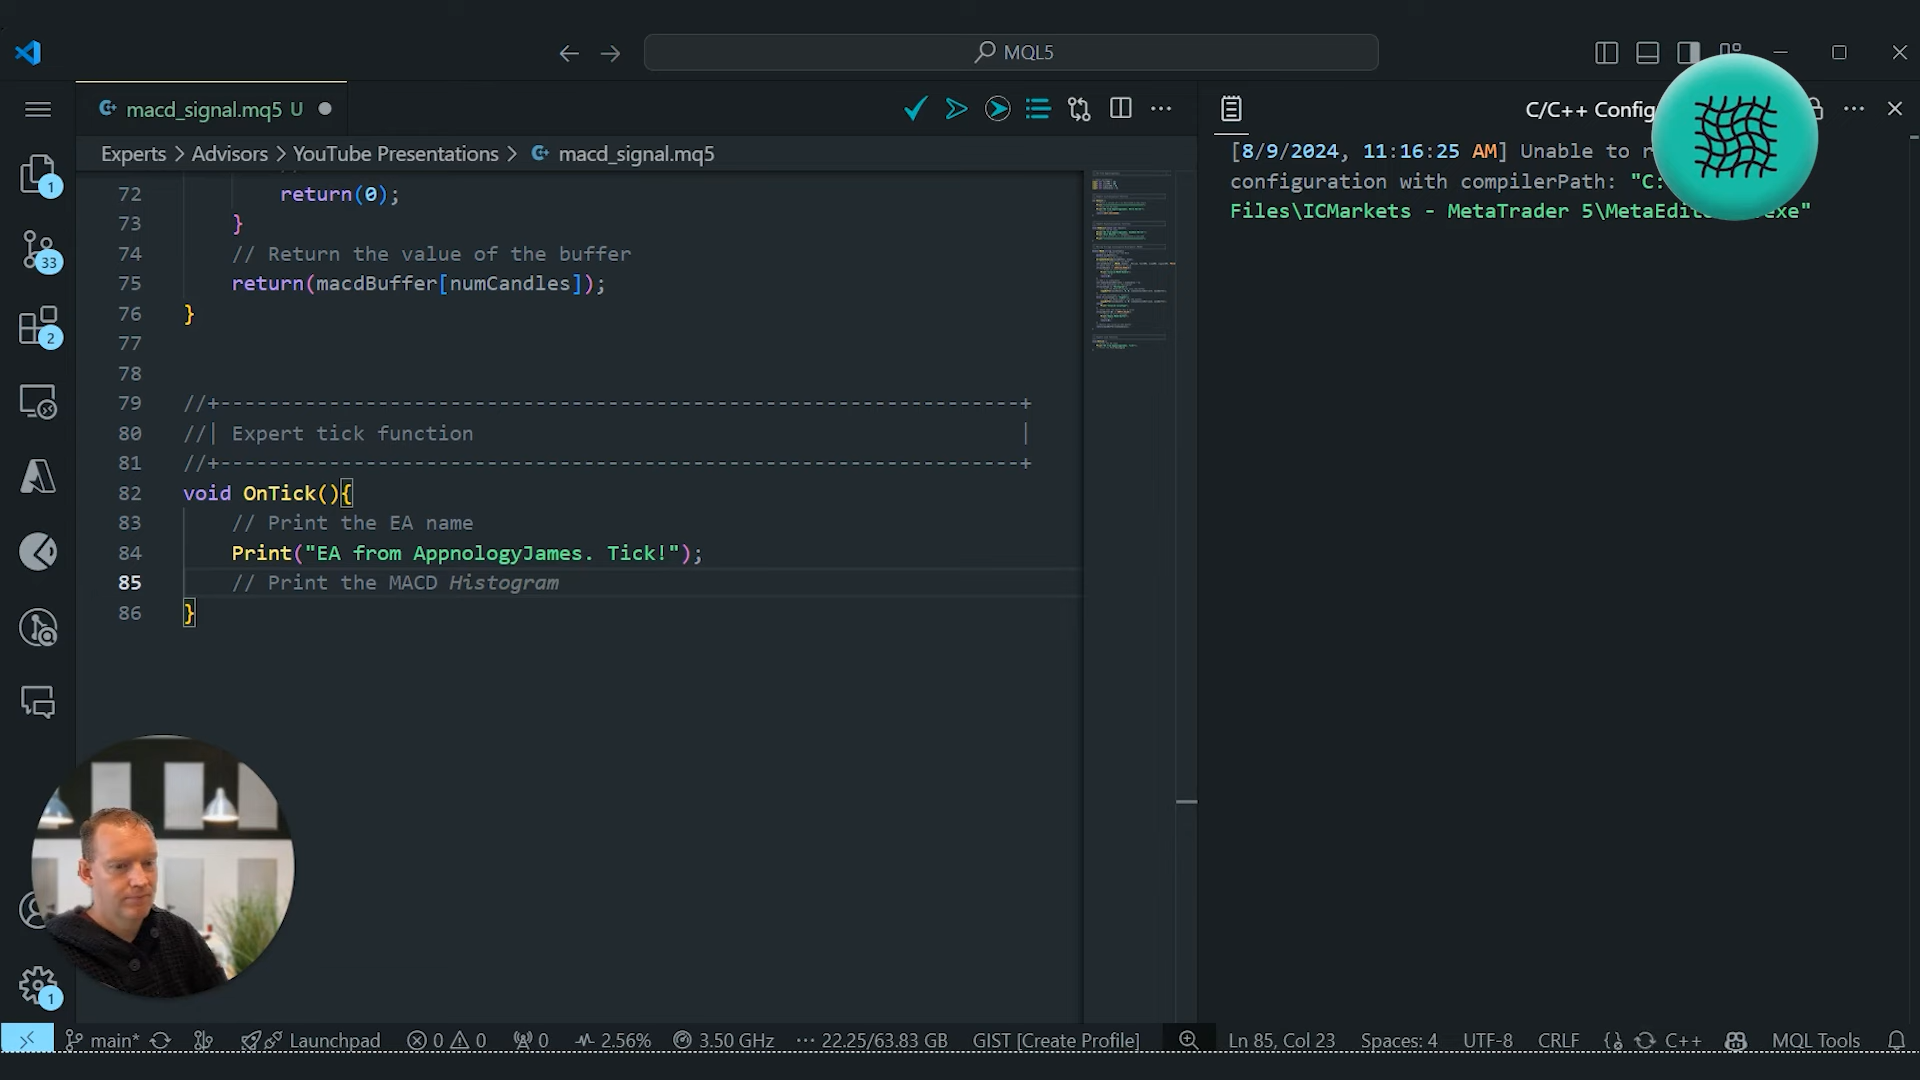 MQL5
macd_signal.mq5 U
Experts > Advisors > YouTube Presentations > macd_signal.mq5
72 return(0);
73 }
74 // Return the value of the buffer
75 return(macdBuffer[numCandles]);
76 }
77
78
79 //+------------------------------------------------------------------+
80 //| Expert tick function |
81 //+------------------------------------------------------------------+
82 void OnTick(){
83 // Print the EA name
84 Print("EA from AppnologyJames. Tick!");
85 // Print the MACD Histogram
86 }
C/C++ Config
[8/9/2024, 11:16:25 AM] Unable to
configuration with compilerPath: "C:
Files\ICMarkets - MetaTrader 5\MetaEdit exe"
1
33
2
1
main* Launchpad 0 0 0 2.56% 3.50 GHz 22.25/63.83 GB GIST [Create Profile] Ln 85, Col 23 Spaces: 4 UTF-8 CRLF C++ MQL Tools